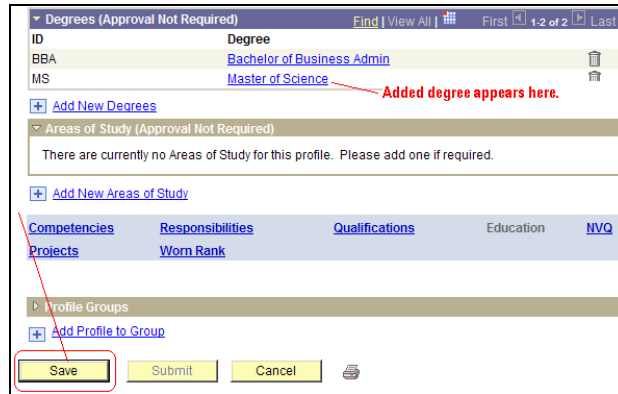 Degrees (Approval Not Required) Find | View All | First 1-2 of 2 Last
ID Degree
BBA Bachelor of Business Admin
MS Master of Science
Added degree appears here.
Add New Degrees
Areas of Study (Approval Not Required)
There are currently no Areas of Study for this profile. Please add one if required.
Add New Areas of Study
Competencies Responsibilities Qualifications Education NVQ
Projects Worn Rank
Profile Groups
Add Profile to Group
Save Submit Cancel